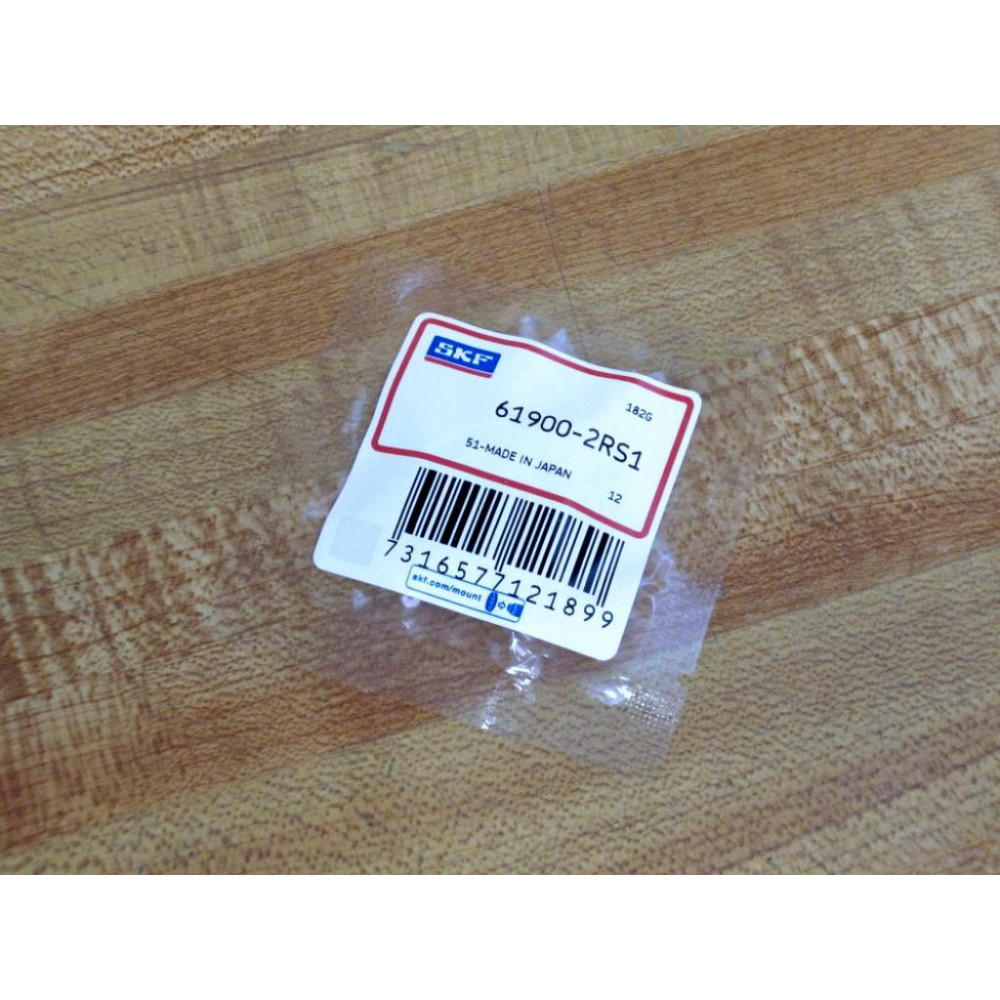 SKF
182G
61900-2RS1
51-MADE IN JAPAN
12
7316577121899
skf.com/mount